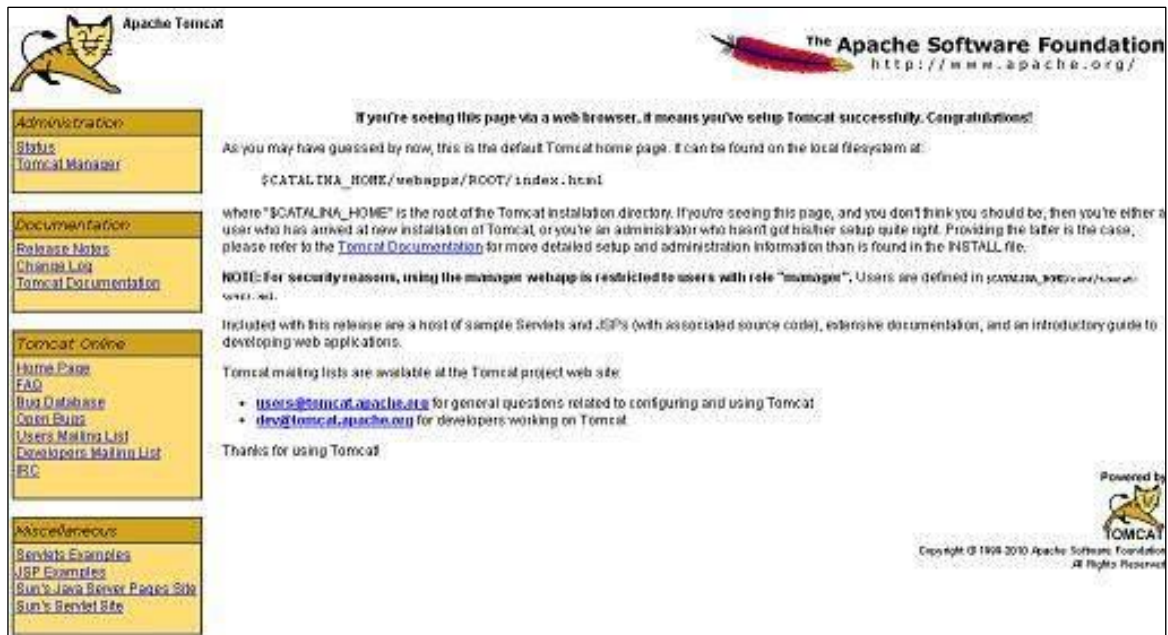 Apache Tomcat
The Apache Software Foundation
http://www.apache.org/
Administration
Status
Tomcat Manager
Documentation
Release Notes
Change Log
Tomcat Documentation
Tomcat Online
Home Page
FAQ
Bug Database
Open Bugs
Users Mailing List
Developers Mailing List
IRC
Miscellaneous
Servlets Examples
JSP Examples
Sun's Java Server Pages Site
Sun's Servlet Site
If you're seeing this page via a web browser, it means you've setup Tomcat successfully. Congratulations!
As you may have guessed by now, this is the default Tomcat home page. It can be found on the local filesystem at:
$CATALINA_HOME/webapps/ROOT/index.html
where "$CATALINA_HOME" is the root of the Tomcat installation directory. If you're seeing this page, and you don't think you should be, then you're either a
user who has arrived at new installation of Tomcat, or you're an administrator who hasn't got his/her setup quite right. Providing the latter is the case,
please refer to the Tomcat Documentation for more detailed setup and administration information than is found in the INSTALL file.
NOTE: For security reasons, using the manager webapp is restricted to users with role "manager". Users are defined in
Included with this release are a host of sample Servlets and JSPs (with associated source code), extensive documentation, and an introductory guide to
developing web applications.
Tomcat mailing lists are available at the Tomcat project web site:
• users@tomcat.apache.org for general questions related to configuring and using Tomcat
• dev@tomcat.apache.org for developers working on Tomcat
Thanks for using Tomcat!
Powered by
TOMCAT
Copyright © 1999-2010 Apache Software Foundation
All Rights Reserved